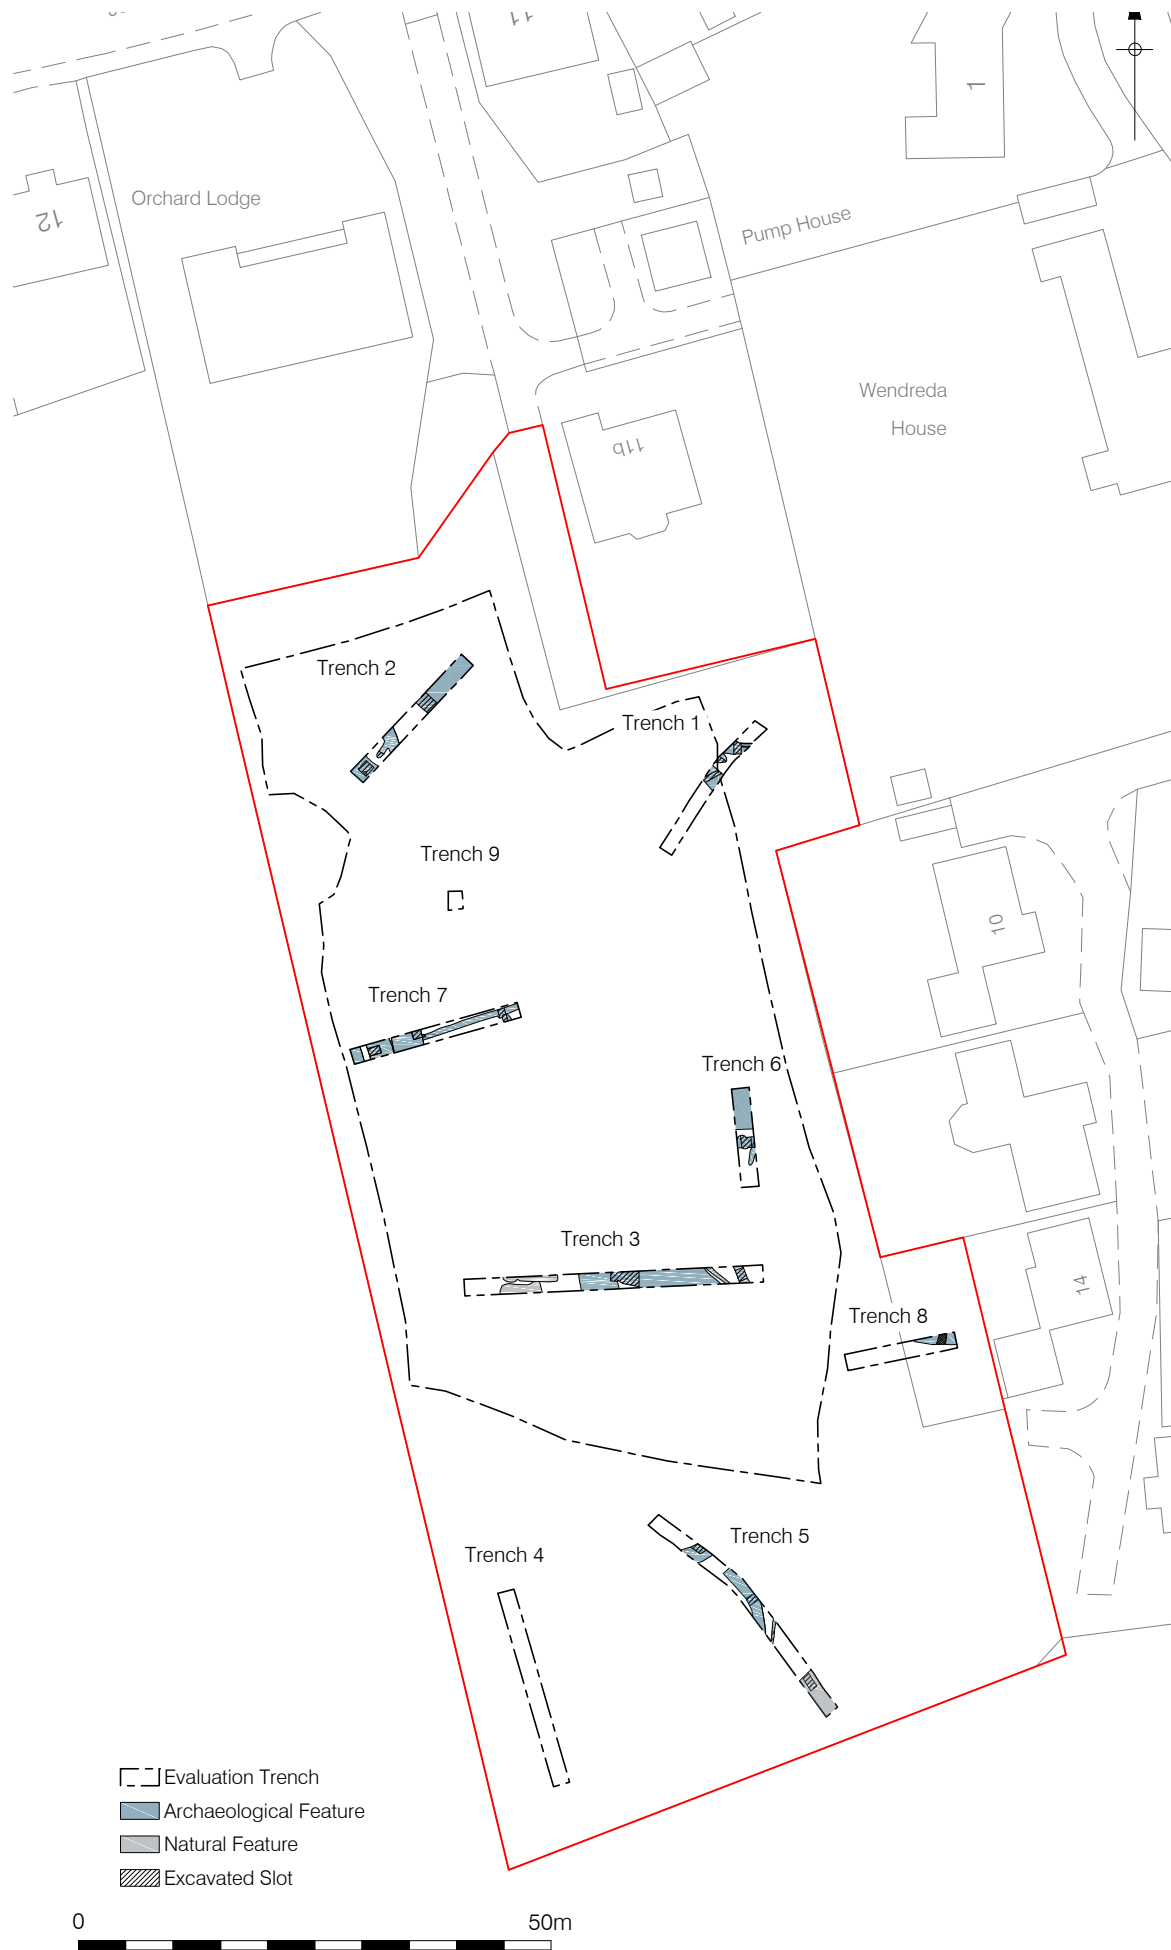 11
1
12
Orchard Lodge
Pump House
Wendreda
House
11b
Trench 2
Trench 1
Trench 9
10
Trench 7
Trench 6
Trench 3
14
Trench 8
Trench 5
Trench 4
Evaluation Trench
Archaeological Feature
Natural Feature
Excavated Slot
0 50m